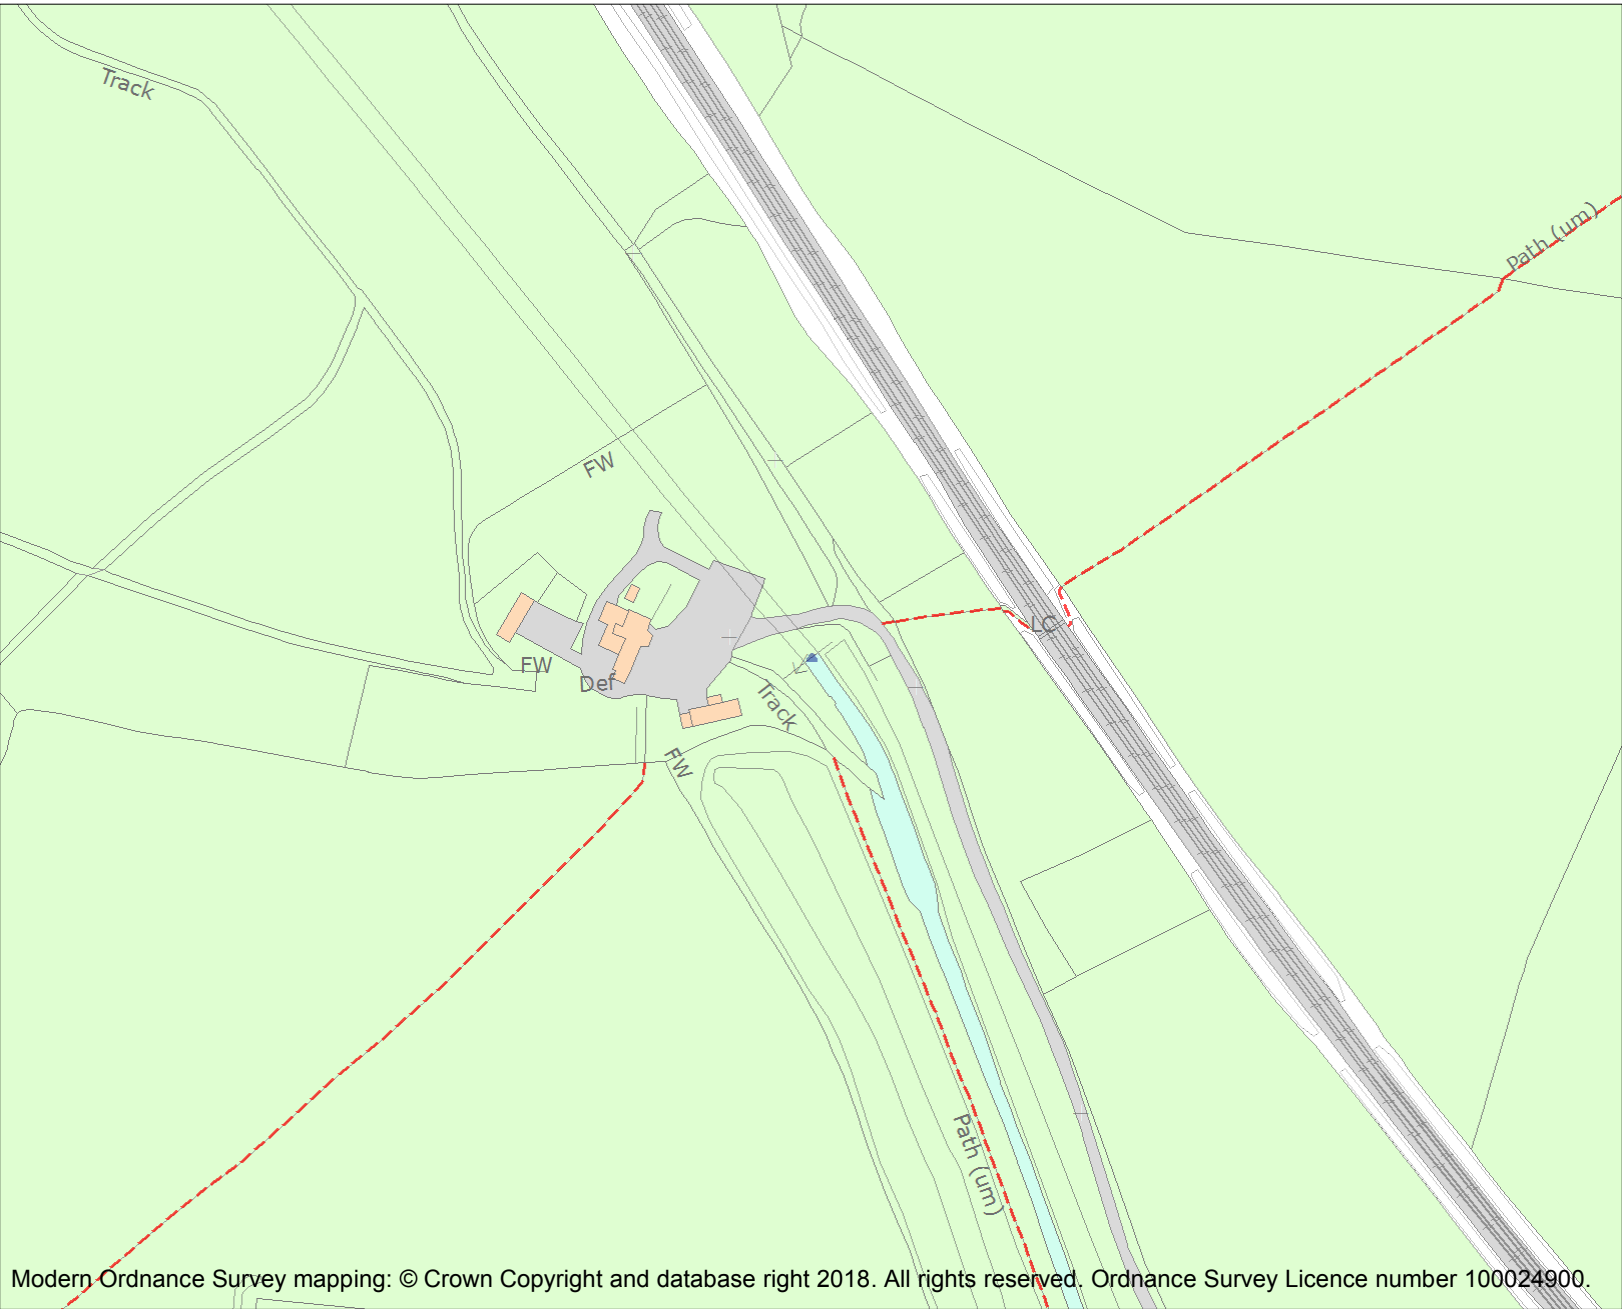 Track
Path (um)
FW
LC
FW
Def
Track
FW
Path (um)
Modern Ordnance Survey mapping: © Crown Copyright and database right 2018. All rights reserved. Ordnance Survey Licence number 100024900.